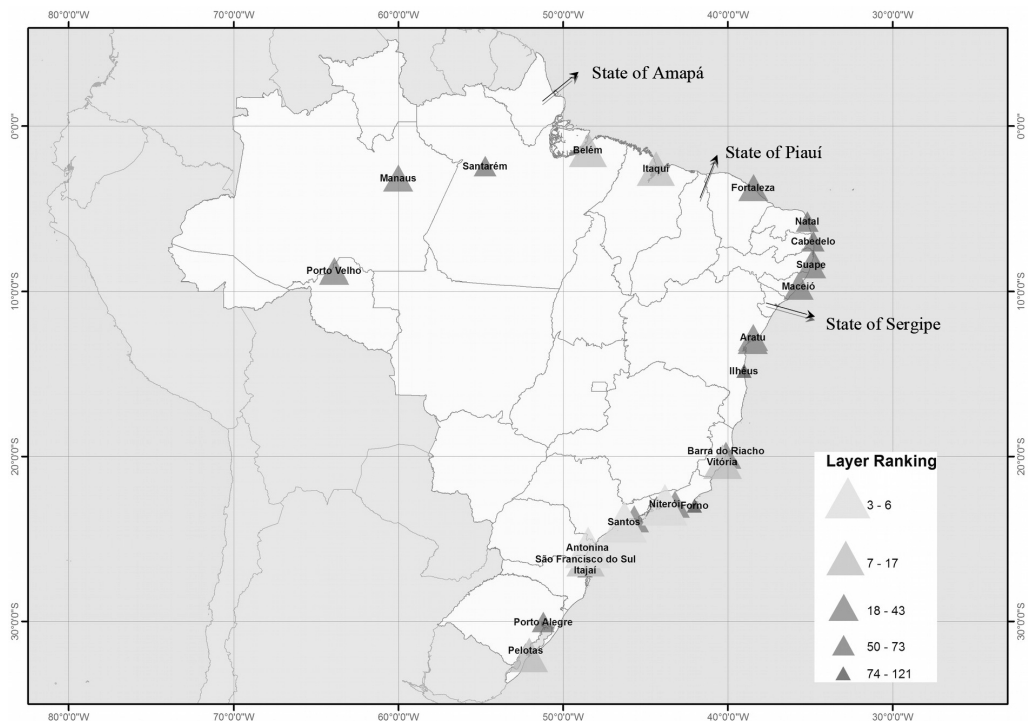 80°0'0"W 70°0'0"W 60°0'0"W 50°0'0"W 40°0'0"W 30°0'0"W
State of Amapá
0°0'0" 0°0'0"
Belém
State of Piauí
Itaqui
Santarém
Manaus
Fortaleza
Natal
Cabedelo
Suape
Porto Velho
Maceió
10°0'0"S 10°0'0"S
State of Sergipe
Aratu
Ilhéus
Barra do Riacho
Vitória
20°0'0"S 20°0'0"S
Layer Ranking
3 - 6
7 - 17
18 - 43
50 - 73
74 - 121
Niterói Forno
Santos
Antonina
São Francisco do Sul
Itajaí
Porto Alegre
30°0'0"S 30°0'0"S
Pelotas
80°0'0"W 70°0'0"W 60°0'0"W 50°0'0"W 40°0'0"W 30°0'0"W